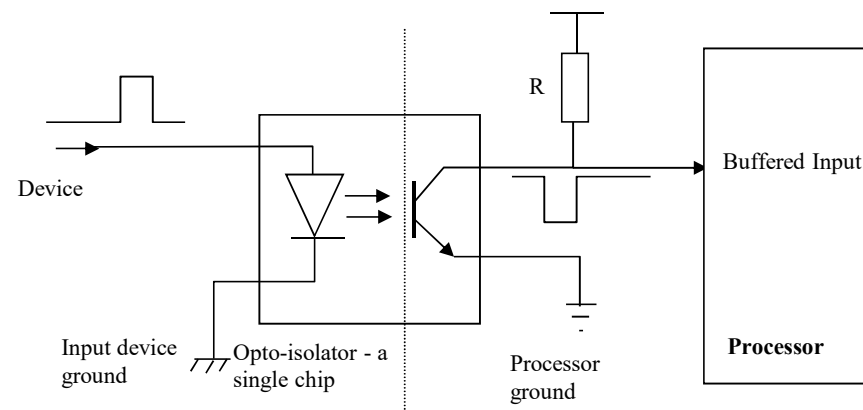 R
Buffered Input
Device
Input device
ground
Opto-isolator - a
single chip
Processor
ground
Processor